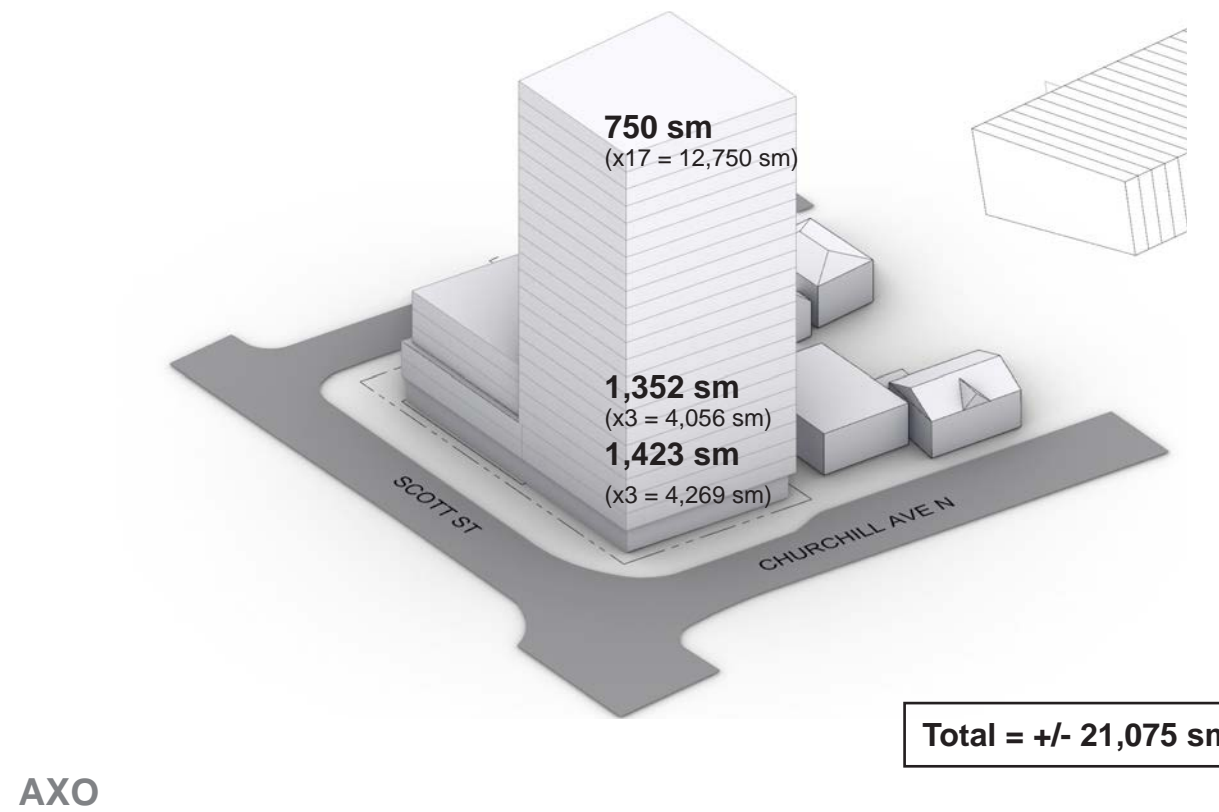 750 sm
(x17 = 12,750 sm)
1,352 sm
(x3 = 4,056 sm)
1,423 sm
(x3 = 4,269 sm)
SCOTT ST
CHURCHILL AVE N
Total = +/- 21,075 sm
AXO